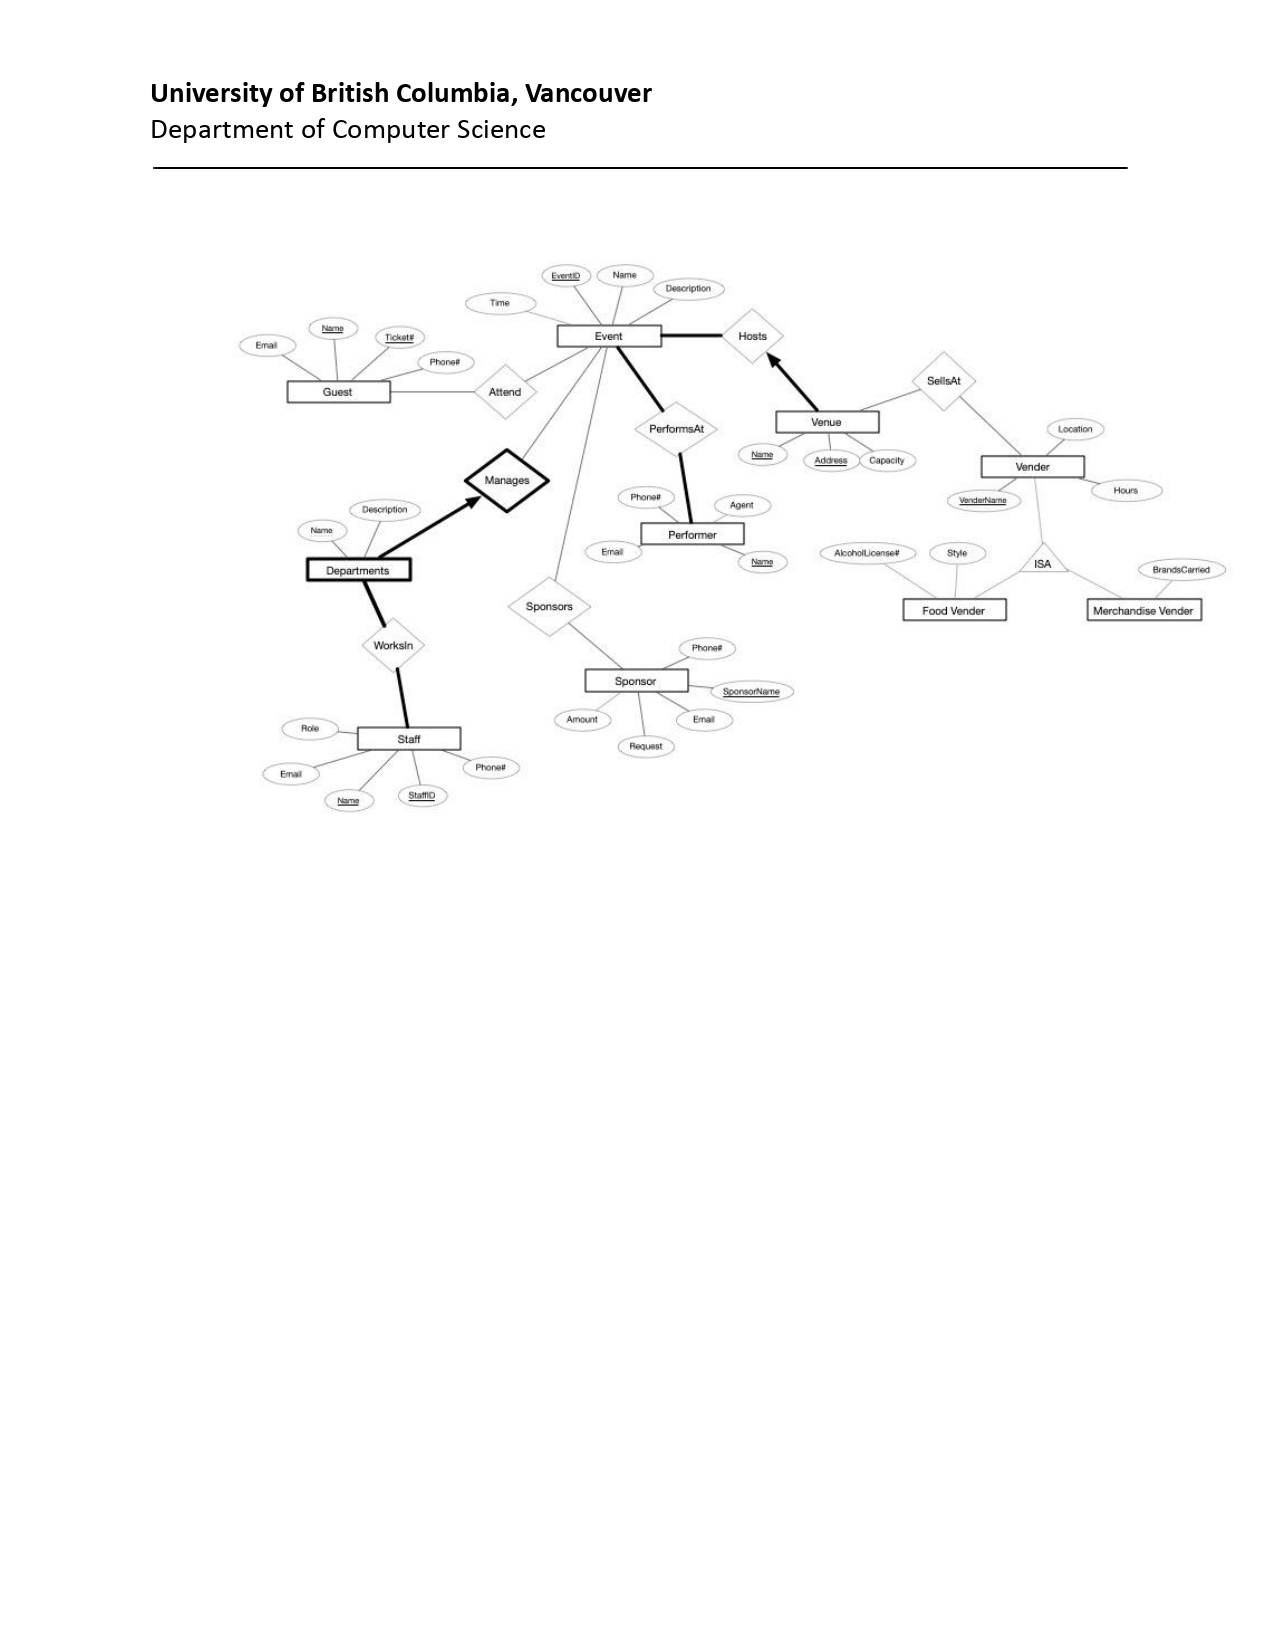 University of British Columbia, Vancouver
Department of Computer Science
EventID
Name
Description
Time
Event
Hosts
Name
Ticket#
Email
Phone#
Guest
Attend
SellsAt
Venue
PerformsAt
Location
Name
Address
Capacity
Vender
Manages
VenderName
Hours
Phone#
Agent
Description
Name
Performer
Email
Name
AlcoholLicense#
Style
ISA
BrandsCarried
Departments
Food Vender
Merchandise Vender
Sponsors
WorksIn
Phone#
Sponsor
SponsorName
Amount
Email
Request
Role
Staff
Email
Phone#
Name
StaffID